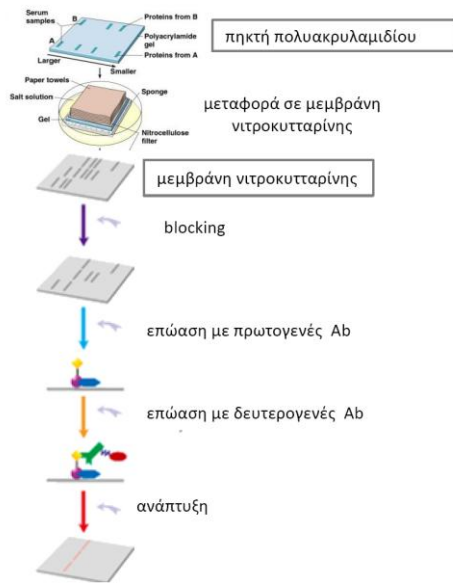 Serum
samples
B
Proteins from B
A
Polyacrylamide
gel
Proteins from A
Larger
Smaller
πηκτή πολυακρυλαμιδίου
Paper towels
Salt solution
Sponge
Gel
Nitrocellulose
filter
μεταφορά σε μεμβράνη
νιτροκυτταρίνης
μεμβράνη νιτροκυτταρίνης
blocking
επώαση με πρωτογενές Ab
επώαση με δευτερογενές Ab
ανάπτυξη